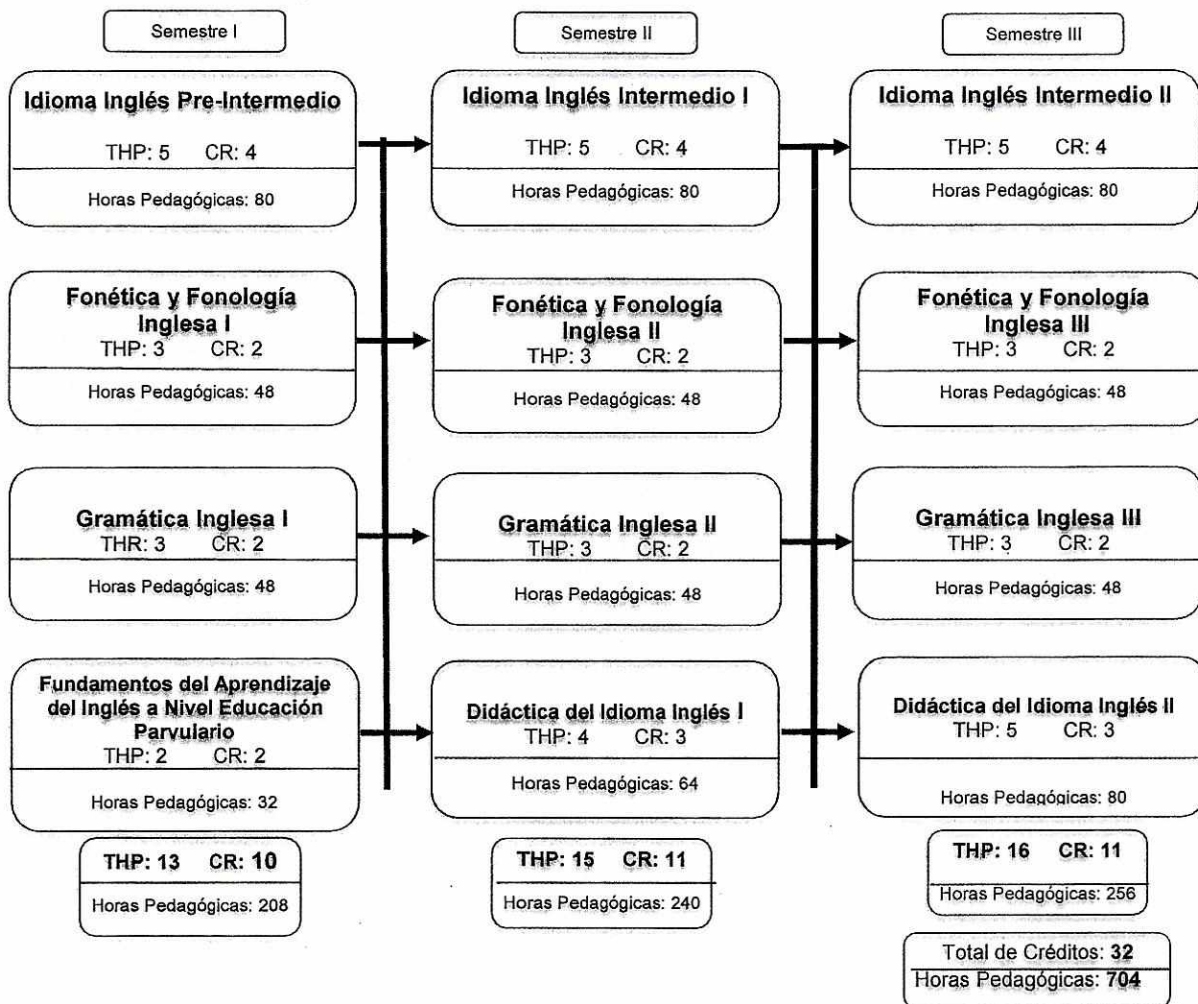 Semestre I
Semestre II
Semestre III
Idioma Inglés Pre-Intermedio
THP: 5 CR: 4
Horas Pedagógicas: 80
Idioma Inglés Intermedio I
THP: 5 CR: 4
Horas Pedagógicas: 80
Idioma Inglés Intermedio II
THP: 5 CR: 4
Horas Pedagógicas: 80
Fonética y Fonología
Inglesa I
THP: 3 CR: 2
Horas Pedagógicas: 48
Fonética y Fonología
Inglesa II
THP: 3 CR: 2
Horas Pedagógicas: 48
Fonética y Fonología
Inglesa III
THP: 3 CR: 2
Horas Pedagógicas: 48
Gramática Inglesa I
THR: 3 CR: 2
Horas Pedagógicas: 48
Gramática Inglesa II
THP: 3 CR: 2
Horas Pedagógicas: 48
Gramática Inglesa III
THP: 3 CR: 2
Horas Pedagógicas: 48
Fundamentos del Aprendizaje
del Inglés a Nivel Educación
Parvulario
THP: 2 CR: 2
Horas Pedagógicas: 32
Didáctica del Idioma Inglés I
THP: 4 CR: 3
Horas Pedagógicas: 64
Didáctica del Idioma Inglés II
THP: 5 CR: 3
Horas Pedagógicas: 80
THP: 13 CR: 10
Horas Pedagógicas: 208
THP: 15 CR: 11
Horas Pedagógicas: 240
THP: 16 CR: 11
Horas Pedagógicas: 256
Total de Créditos: 32
Horas Pedagógicas: 704